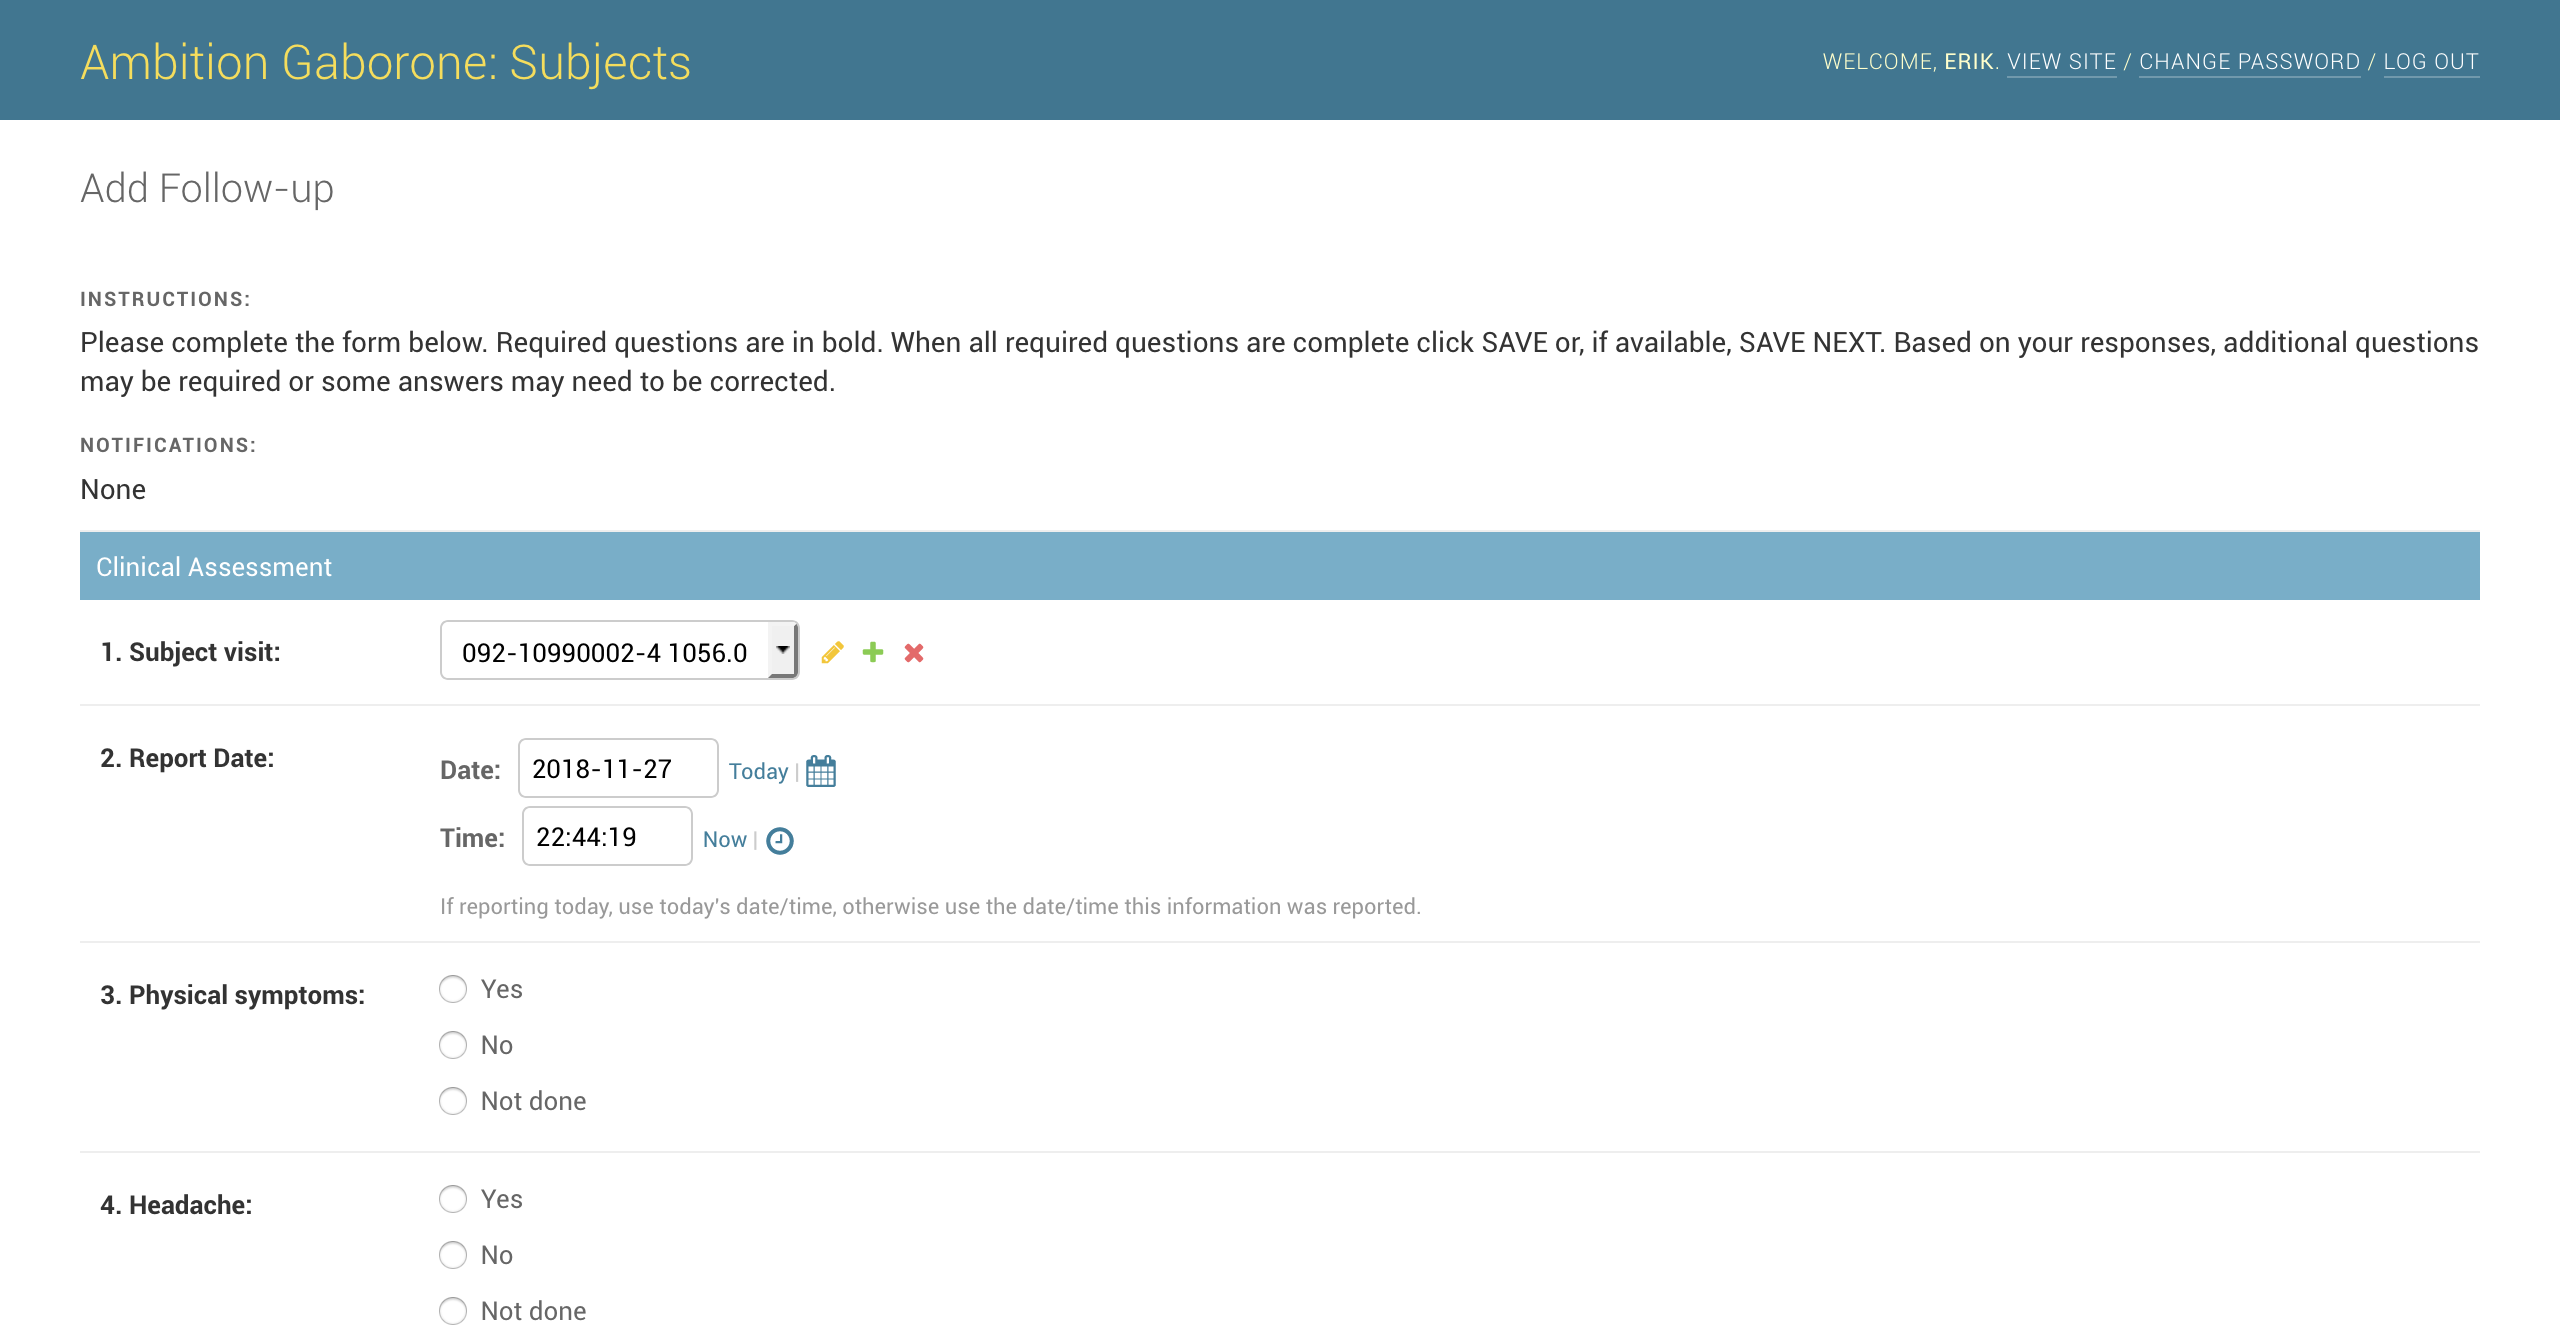 Ambition Gaborone: Subjects
WELCOME, ERIK. VIEW SITE / CHANGE PASSWORD / LOG OUT
Add Follow-up
INSTRUCTIONS:
Please complete the form below. Required questions are in bold. When all required questions are complete click SAVE or, if available, SAVE NEXT. Based on your responses, additional questions
may be required or some answers may need to be corrected.
NOTIFICATIONS:
None
Clinical Assessment
1. Subject visit: 092-10990002-4 1056.0
2. Report Date: Date: 2018-11-27 Today |
Time: 22:44:19 Now |
If reporting today, use today's date/time, otherwise use the date/time this information was reported.
3. Physical symptoms: Yes
No
Not done
4. Headache: Yes
No
Not done